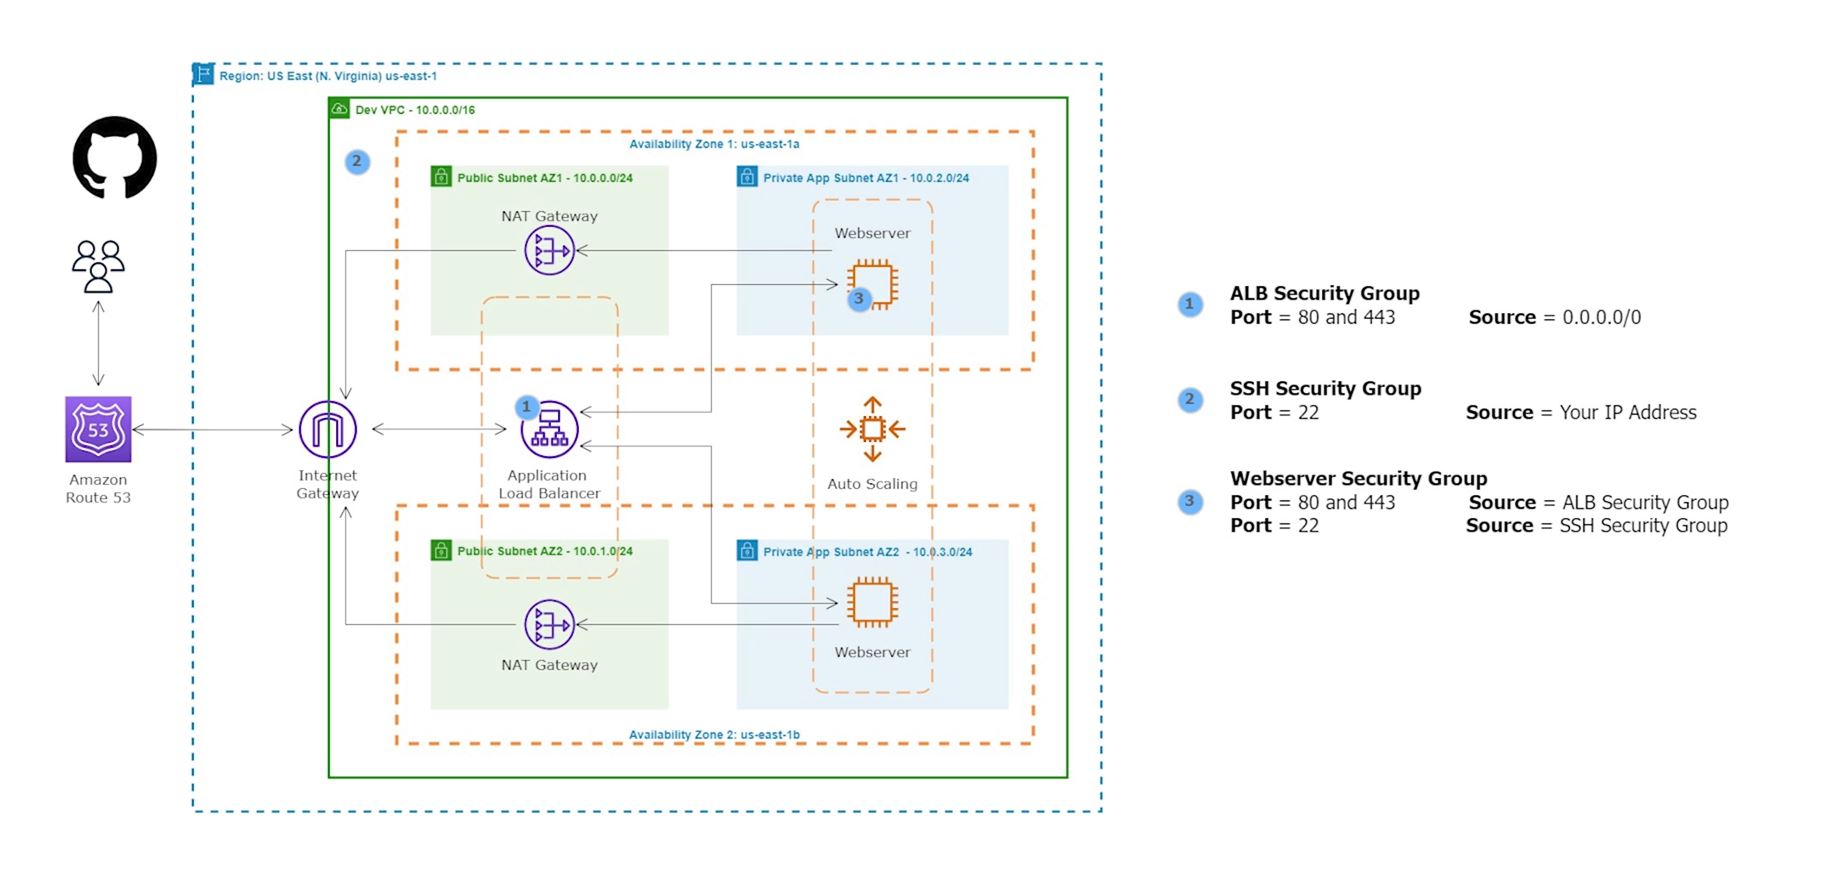 Region: US East (N. Virginia) us-east-1
Dev VPC - 10.0.0.0/16
Availability Zone 1: us-east-1a
2
Public Subnet AZ1 - 10.0.0.0/24
Private App Subnet AZ1 - 10.0.2.0/24
NAT Gateway
Webserver
3
1
53
Amazon
Route 53
Internet
Gateway
Application
Load Balancer
Auto Scaling
Public Subnet AZ2 - 10.0.1.0/24
Private App Subnet AZ2 - 10.0.3.0/24
NAT Gateway
Webserver
Availability Zone 2: us-east-1b
1
ALB Security Group
Port = 80 and 443 Source = 0.0.0.0/0
2
SSH Security Group
Port = 22 Source = Your IP Address
3
Webserver Security Group
Port = 80 and 443 Source = ALB Security Group
Port = 22 Source = SSH Security Group